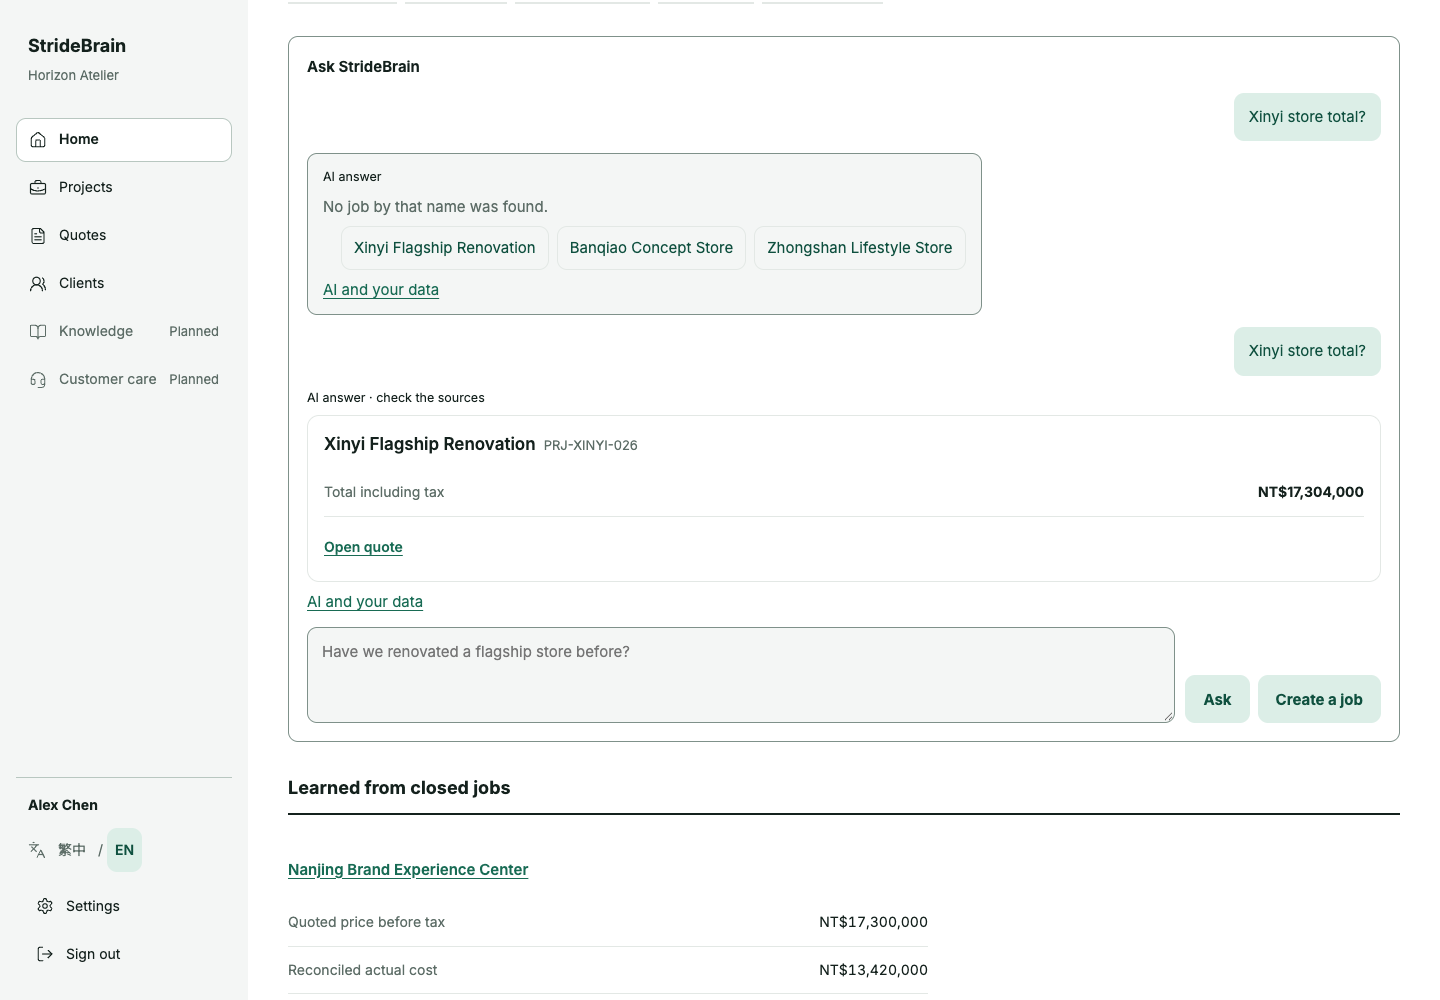 StrideBrain
Horizon Atelier
Home
Projects
Quotes
Clients
Knowledge Planned
Customer care Planned
Alex Chen
繁中 / EN
Settings
Sign out
Ask StrideBrain
Xinyi store total?
AI answer
No job by that name was found.
Xinyi Flagship Renovation Banqiao Concept Store Zhongshan Lifestyle Store
AI and your data
Xinyi store total?
AI answer · check the sources
Xinyi Flagship Renovation PRJ-XINYI-026
Total including tax NT$17,304,000
Open quote
AI and your data
Have we renovated a flagship store before?
Ask Create a job
Learned from closed jobs
Nanjing Brand Experience Center
Quoted price before tax NT$17,300,000
Reconciled actual cost NT$13,420,000